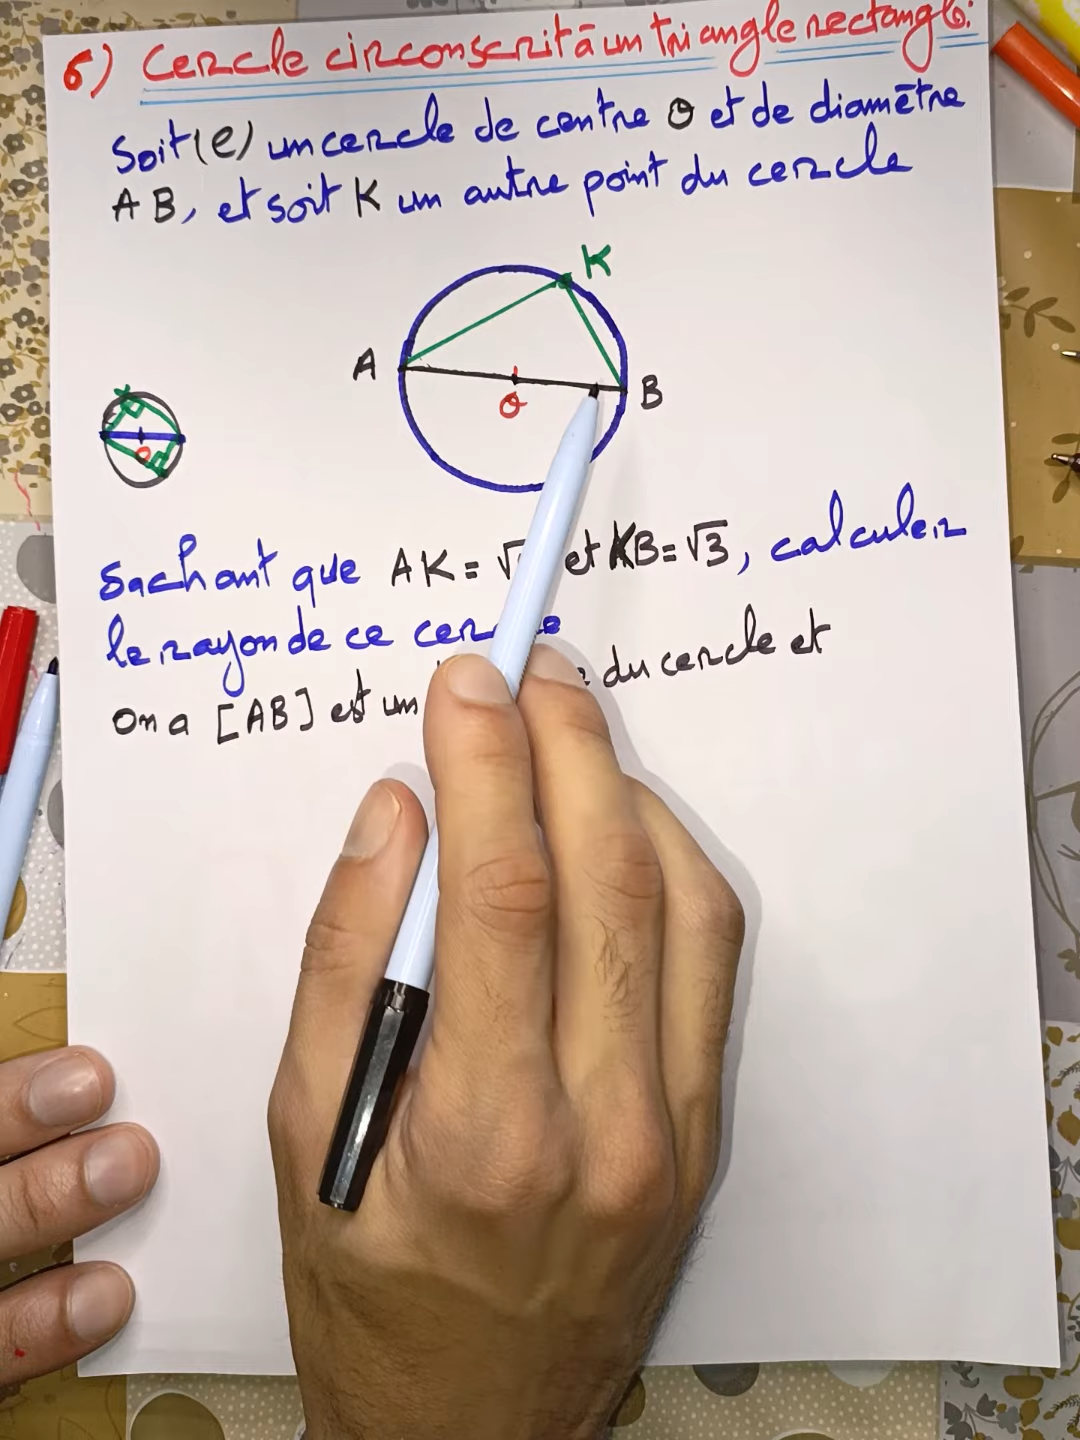 6) Cercle circonscrit à un triangle rectangle:
Soit (C) un cercle de centre O et de diamètre
AB, et soit K un autre point du cercle
K
A
B
O
O
Sachant que AK = √ et KB = √3, calculer
le rayon de ce cercle
On a [AB] est un du cercle et